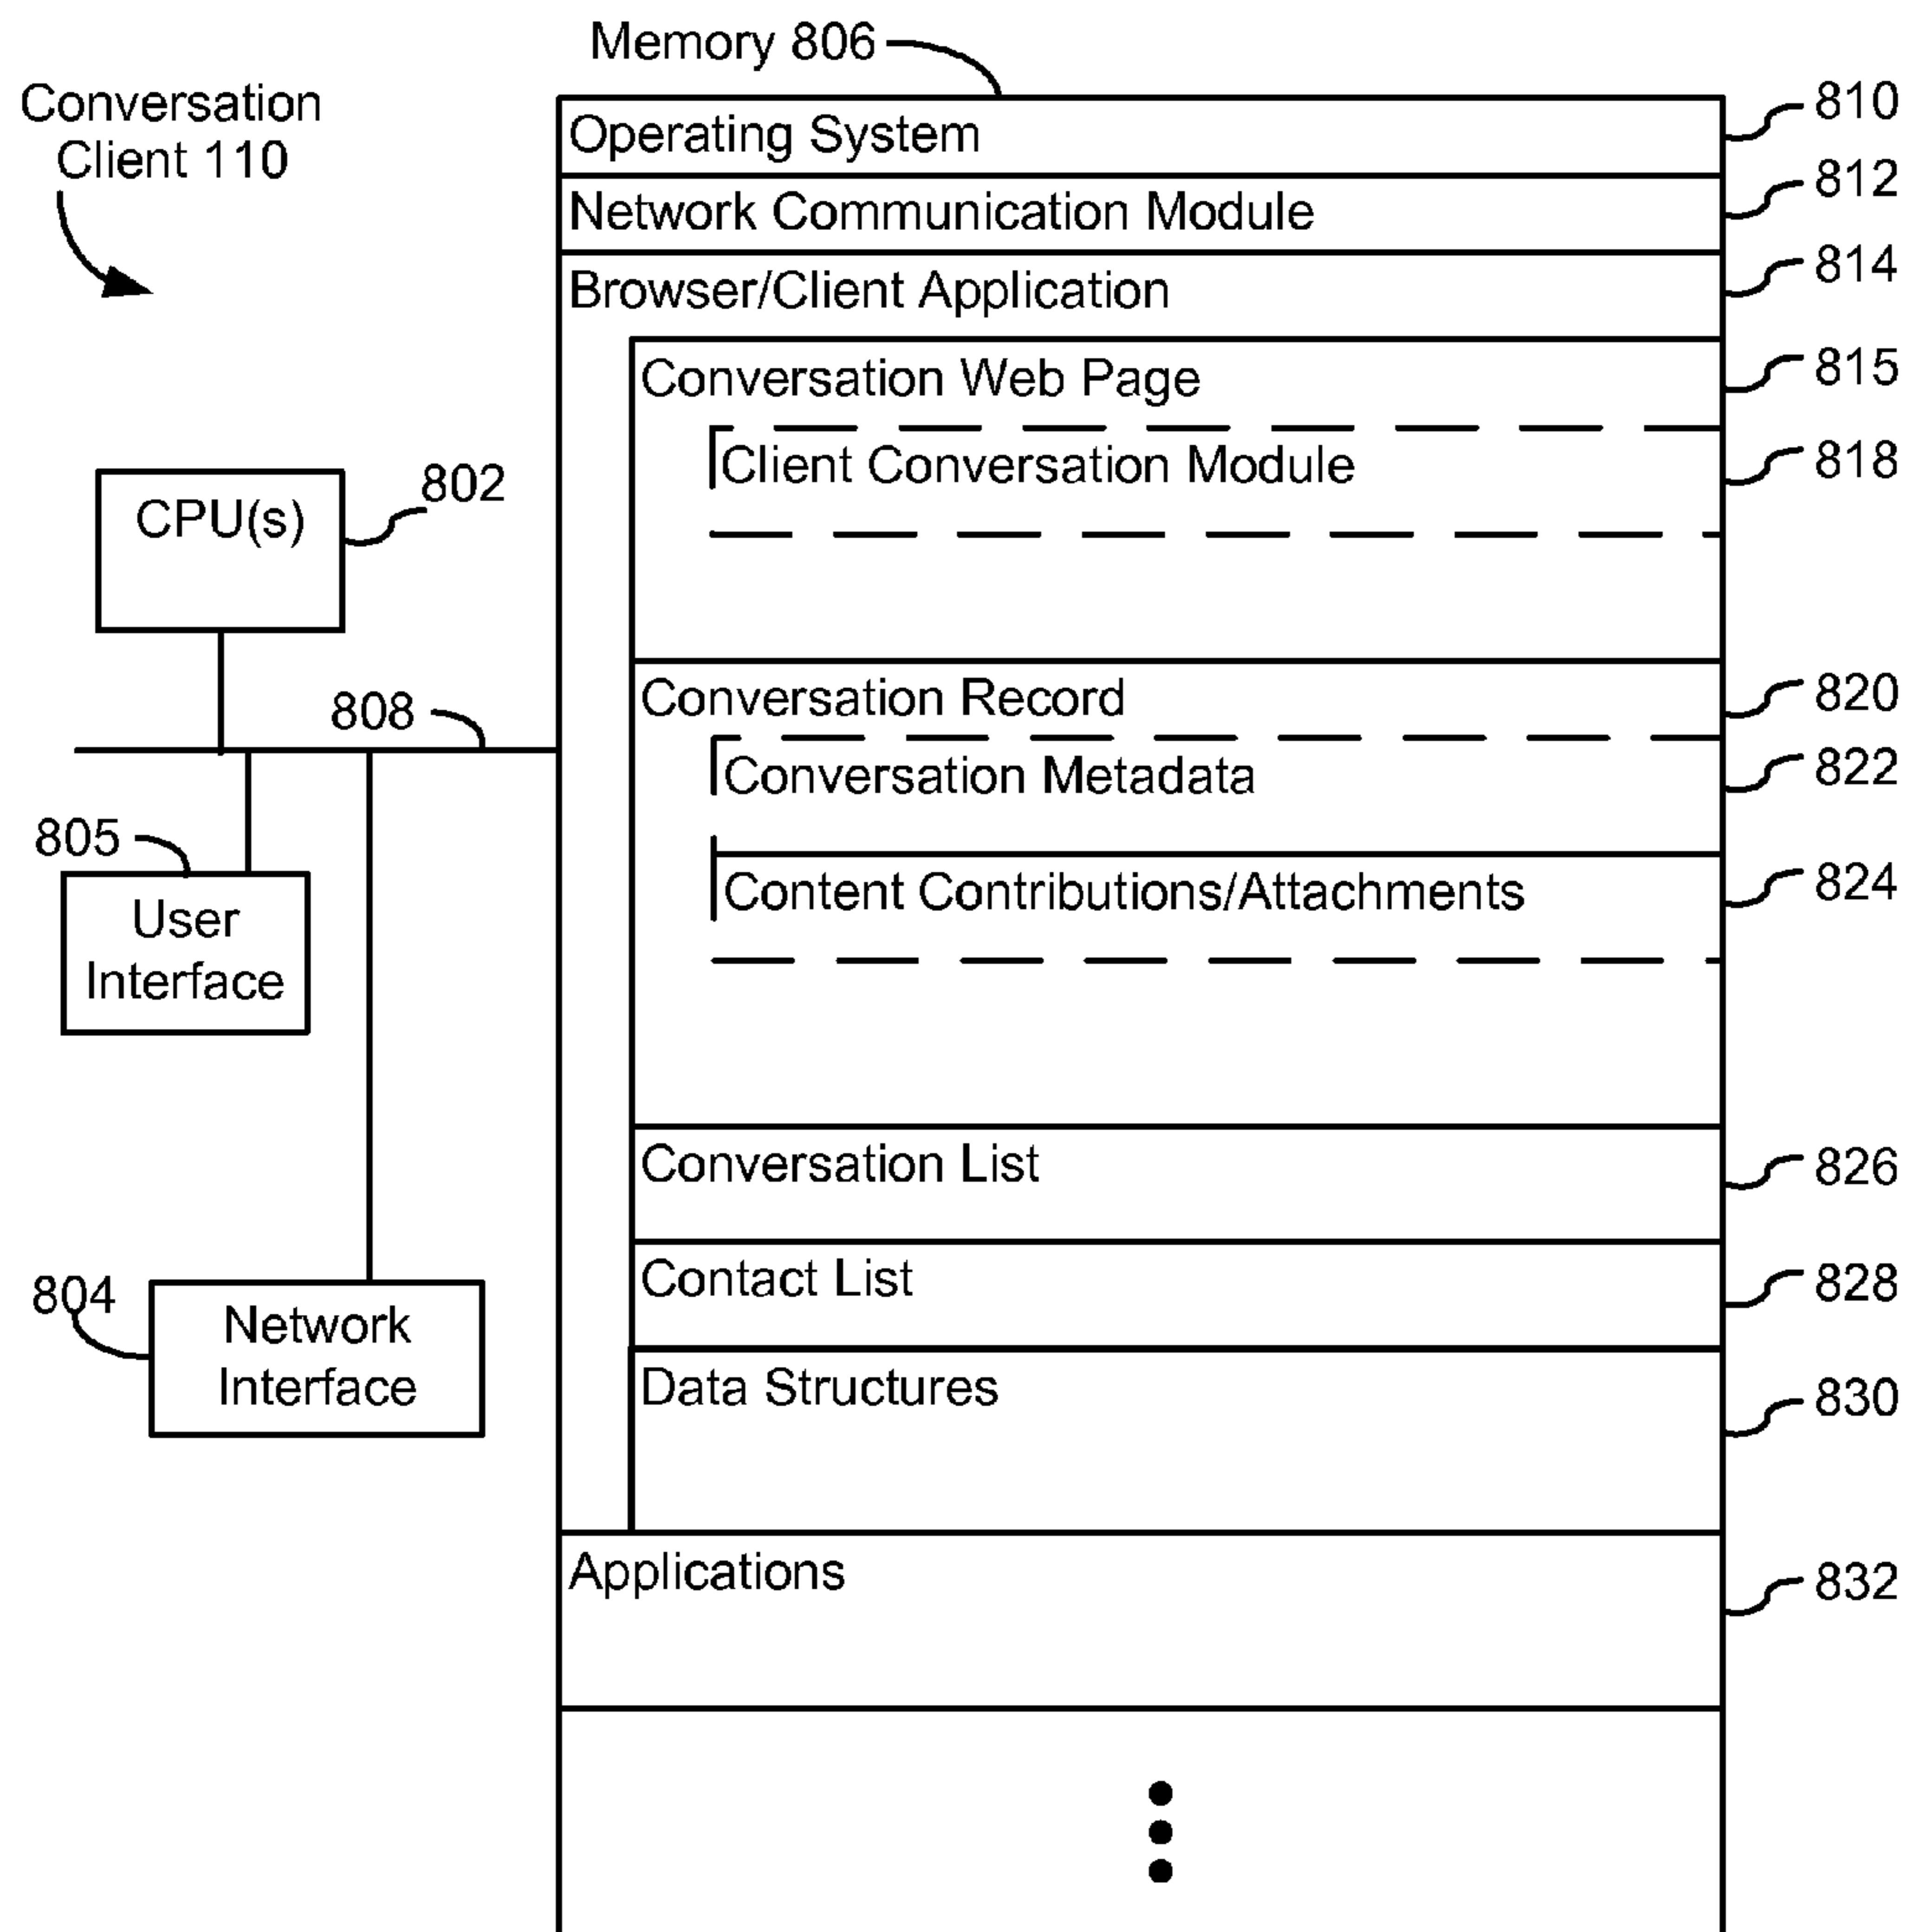 Memory 806
Conversation
Client 110
Operating System
810
Network Communication Module
812
Browser/Client Application
814
Conversation Web Page
815
Client Conversation Module
818
CPU(s)
802
808
Conversation Record
820
Conversation Metadata
822
805
User
Interface
Content Contributions/Attachments
824
Conversation List
826
Contact List
828
804
Network
Interface
Data Structures
830
Applications
832